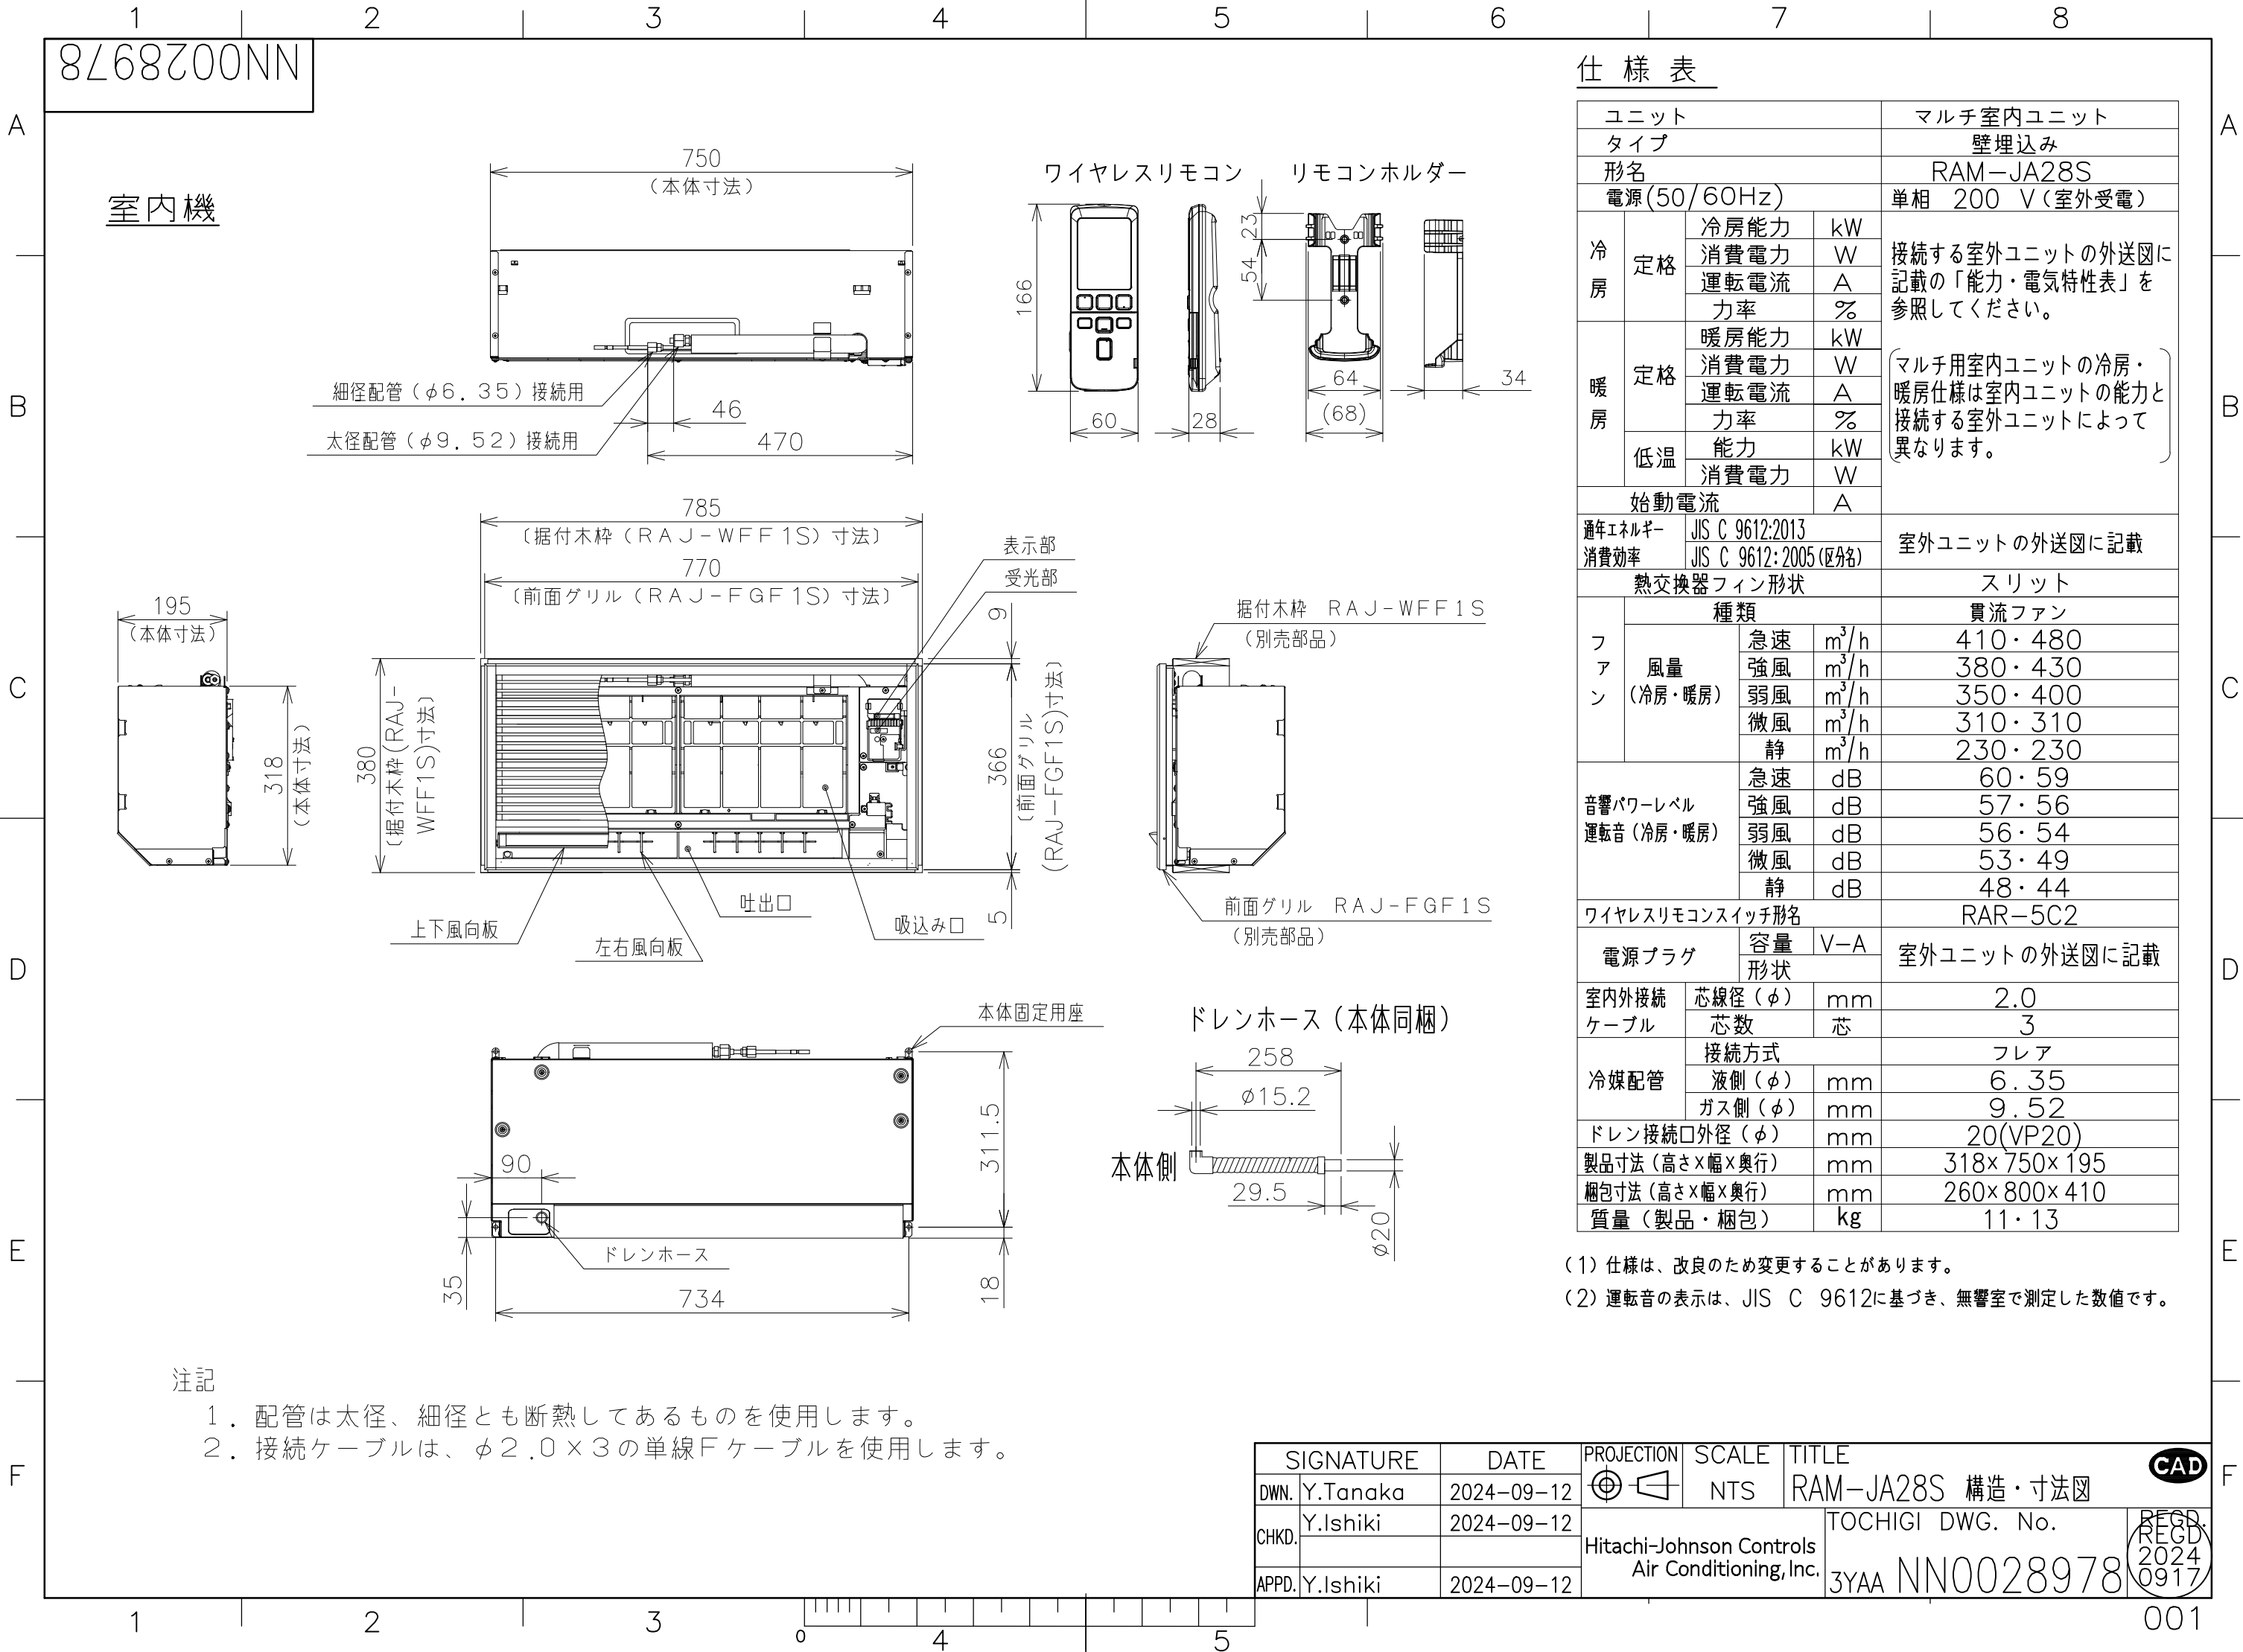 1 2 3 4 5 6 7 8
NN0028978
A A
B B
C C
D D
E E
F F
室内機
750
（本体寸法）
細径配管（φ6．35）接続用
太径配管（φ9．52）接続用
46
470
ワイヤレスリモコン
166
60
28
リモコンホルダー
23
54
64
(68)
34
785
〔据付木枠（RAJ-WFF1S）寸法〕
770
〔前面グリル（RAJ-FGF1S）寸法〕
表示部
受光部
9
195
（本体寸法）
318
（本体寸法）
380
〔据付木枠(RAJ-
WFF1S)寸法〕
366
〔前面グリル
(RAJ-FGF1S)寸法〕
5
上下風向板
左右風向板
吐出口
吸込み口
据付木枠 RAJ-WFF1S
（別売部品）
前面グリル RAJ-FGF1S
（別売部品）
本体固定用座
90
35
ドレンホース
734
311.5
18
ドレンホース（本体同梱）
258
φ15.2
本体側
29.5
φ20
注記
1．配管は太径、細径とも断熱してあるものを使用します。
2．接続ケーブルは、φ2.0×3の単線Fケーブルを使用します。
仕様表
ユニット マルチ室内ユニット
タイプ 壁埋込み
形名 RAM-JA28S
電源(50/60Hz) 単相 200 V（室外受電）
冷房 定格 冷房能力 kW
消費電力 W
運転電流 A
力率 %
接続する室外ユニットの外送図に
記載の「能力・電気特性表」を
参照してください。
暖房 定格 暖房能力 kW
消費電力 W
運転電流 A
力率 %
低温 能力 kW
消費電力 W
始動電流 A
マルチ用室内ユニットの冷房・
暖房仕様は室内ユニットの能力と
接続する室外ユニットによって
異なります。
通年エネルギー消費効率 JIS C 9612:2013
JIS C 9612:2005(区分名)
室外ユニットの外送図に記載
熱交換器フィン形状 スリット
ファン 種類 貫流ファン
風量（冷房・暖房） 急速 m³/h 410・480
強風 m³/h 380・430
弱風 m³/h 350・400
微風 m³/h 310・310
静 m³/h 230・230
音響パワーレベル
運転音（冷房・暖房） 急速 dB 60・59
強風 dB 57・56
弱風 dB 56・54
微風 dB 53・49
静 dB 48・44
ワイヤレスリモコンスイッチ形名 RAR-5C2
電源プラグ 容量 V-A
形状
室外ユニットの外送図に記載
室内外接続ケーブル 芯線径（φ） mm 2.0
芯数 芯 3
冷媒配管 接続方式 フレア
液側（φ） mm 6.35
ガス側（φ） mm 9.52
ドレン接続口外径（φ） mm 20(VP20)
製品寸法（高さ×幅×奥行） mm 318×750×195
梱包寸法（高さ×幅×奥行） mm 260×800×410
質量（製品・梱包） kg 11・13
（1）仕様は、改良のため変更することがあります。
（2）運転音の表示は、JIS C 9612に基づき、無響室で測定した数値です。
SIGNATURE DATE
DWN. Y.Tanaka 2024-09-12
CHKD. Y.Ishiki 2024-09-12
APPD. Y.Ishiki 2024-09-12
PROJECTION
SCALE
NTS
TITLE
RAM-JA28S 構造・寸法図
CAD
Hitachi-Johnson Controls
Air Conditioning, Inc.
TOCHIGI DWG. No.
3YAA NN0028978
REGD.
REGD
2024
0917
001
1 2 3 0 4 5